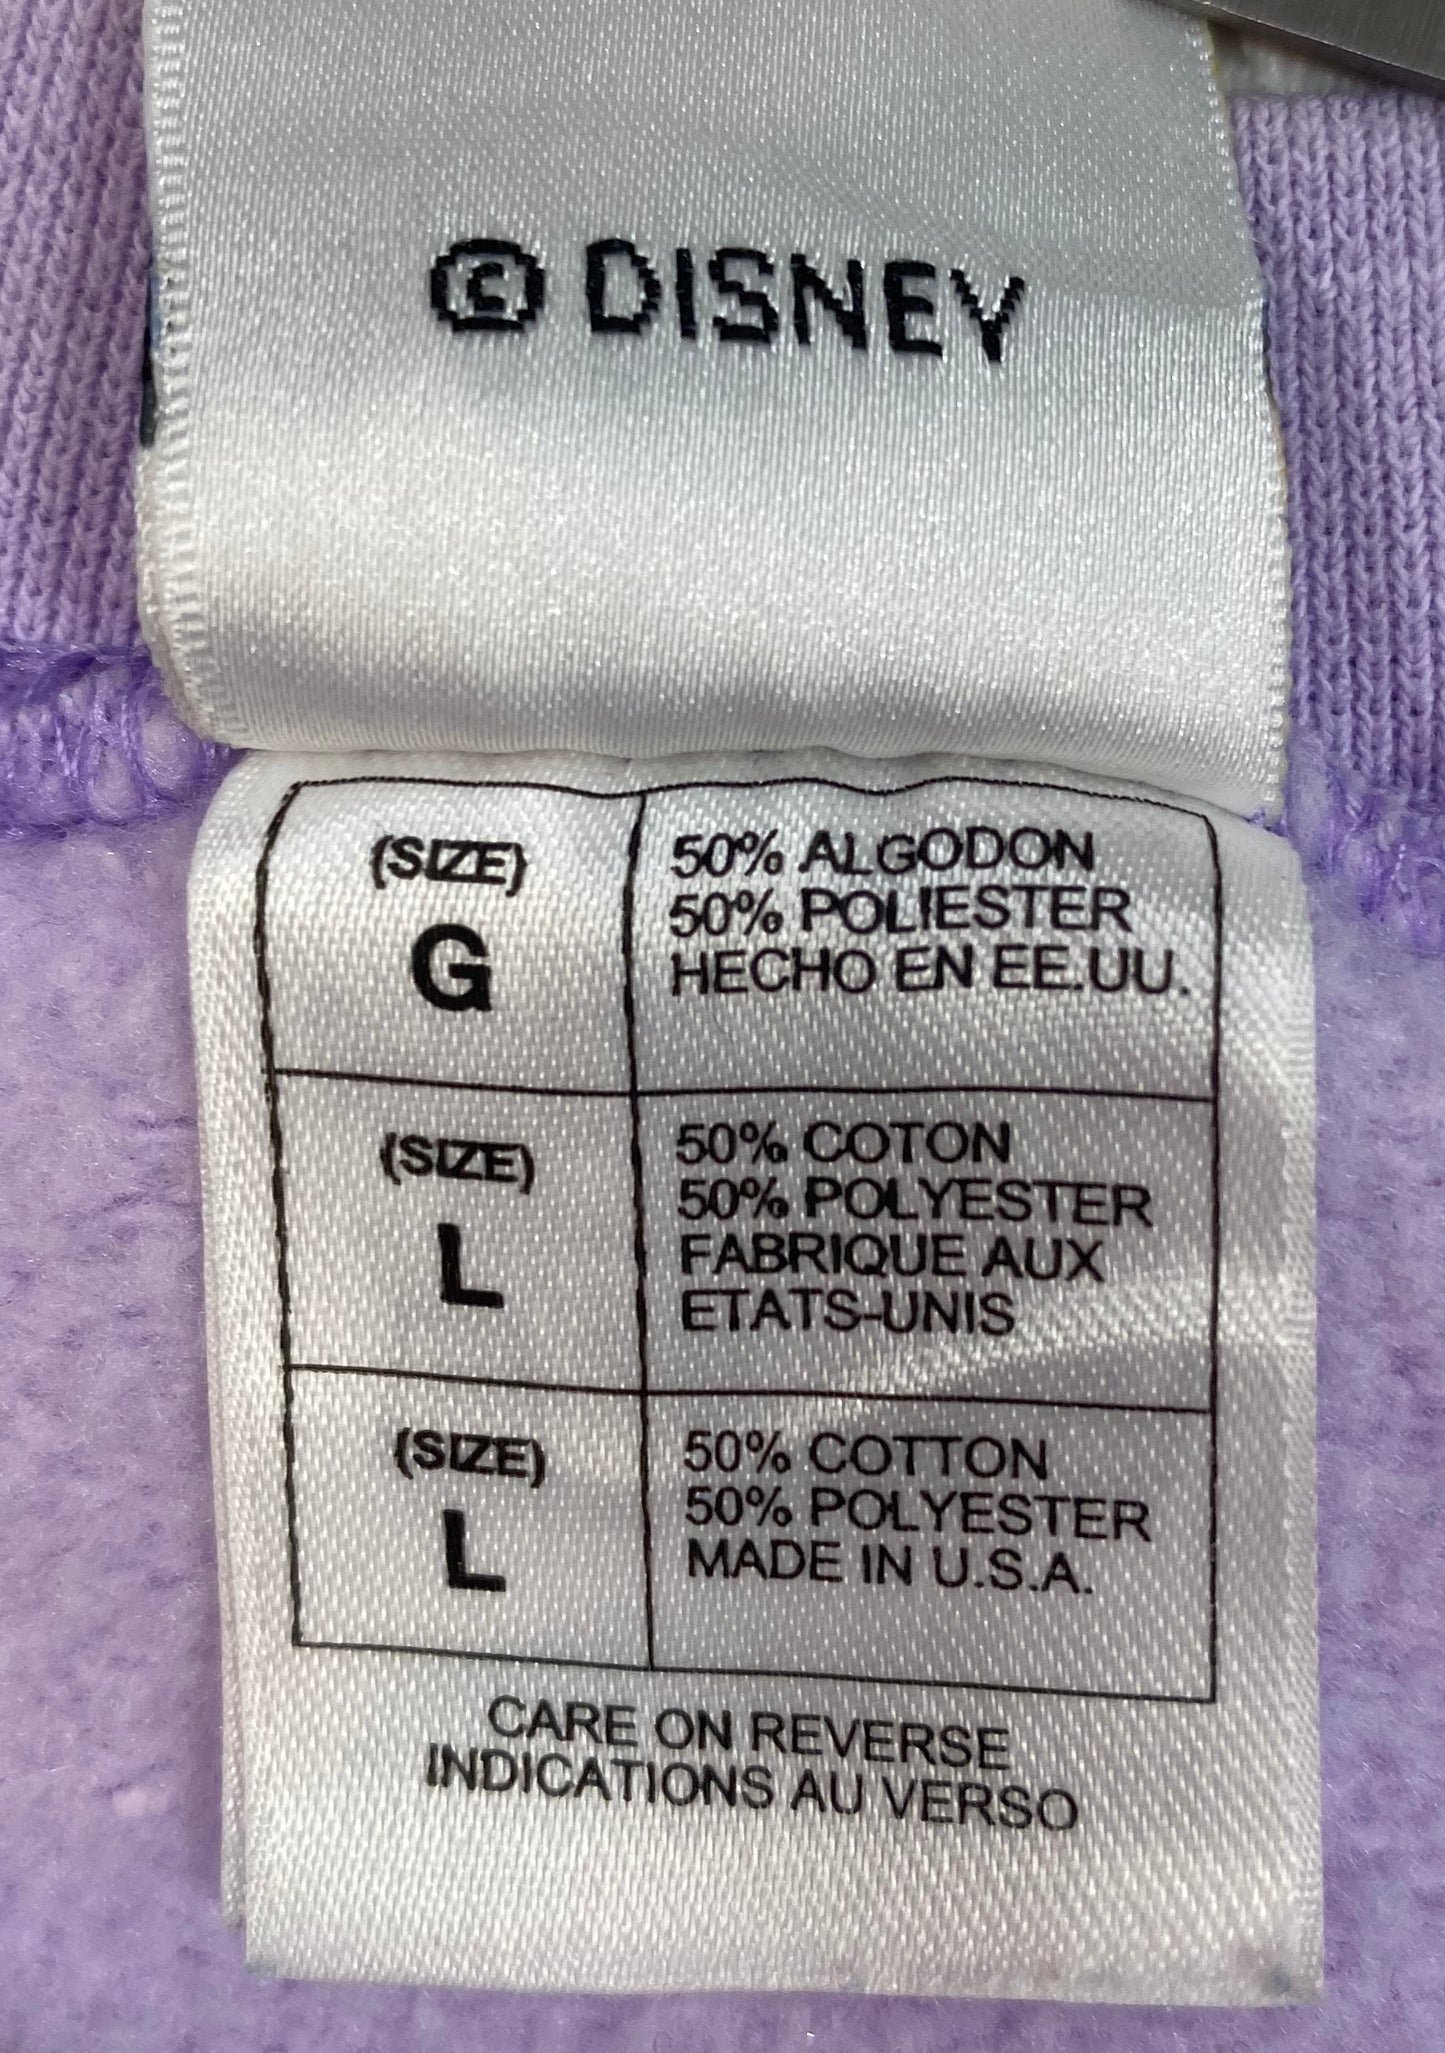 © DISNEY
(SIZE)
G
50% ALGODON
50% POLIESTER
HECHO EN EE.UU.
(SIZE)
L
50% COTON
50% POLYESTER
FABRIQUE AUX
ETATS-UNIS
(SIZE)
L
50% COTTON
50% POLYESTER
MADE IN U.S.A.
CARE ON REVERSE
INDICATIONS AU VERSO